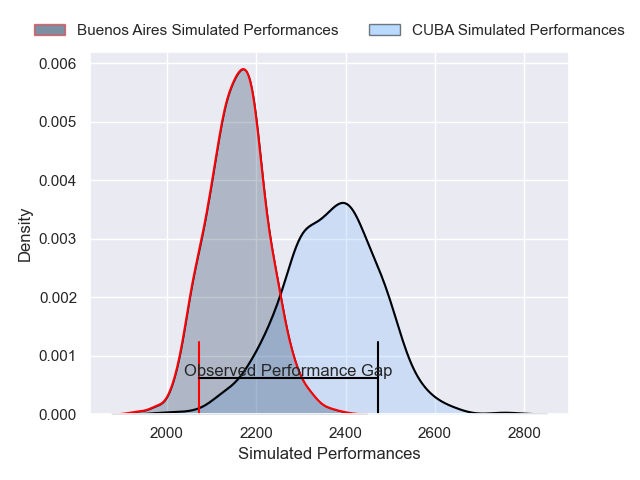 Buenos Aires Simulated Performances
CUBA Simulated Performances
0.006
0.005
0.004
0.003
0.002
0.001
0.000
Density
Observed Performance Gap
2000
2200
2400
2600
2800
Simulated Performances